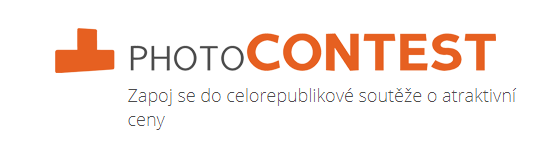 PHOTOCONTEST
Zapoj se do celorepublikové soutěže o atraktivní
ceny